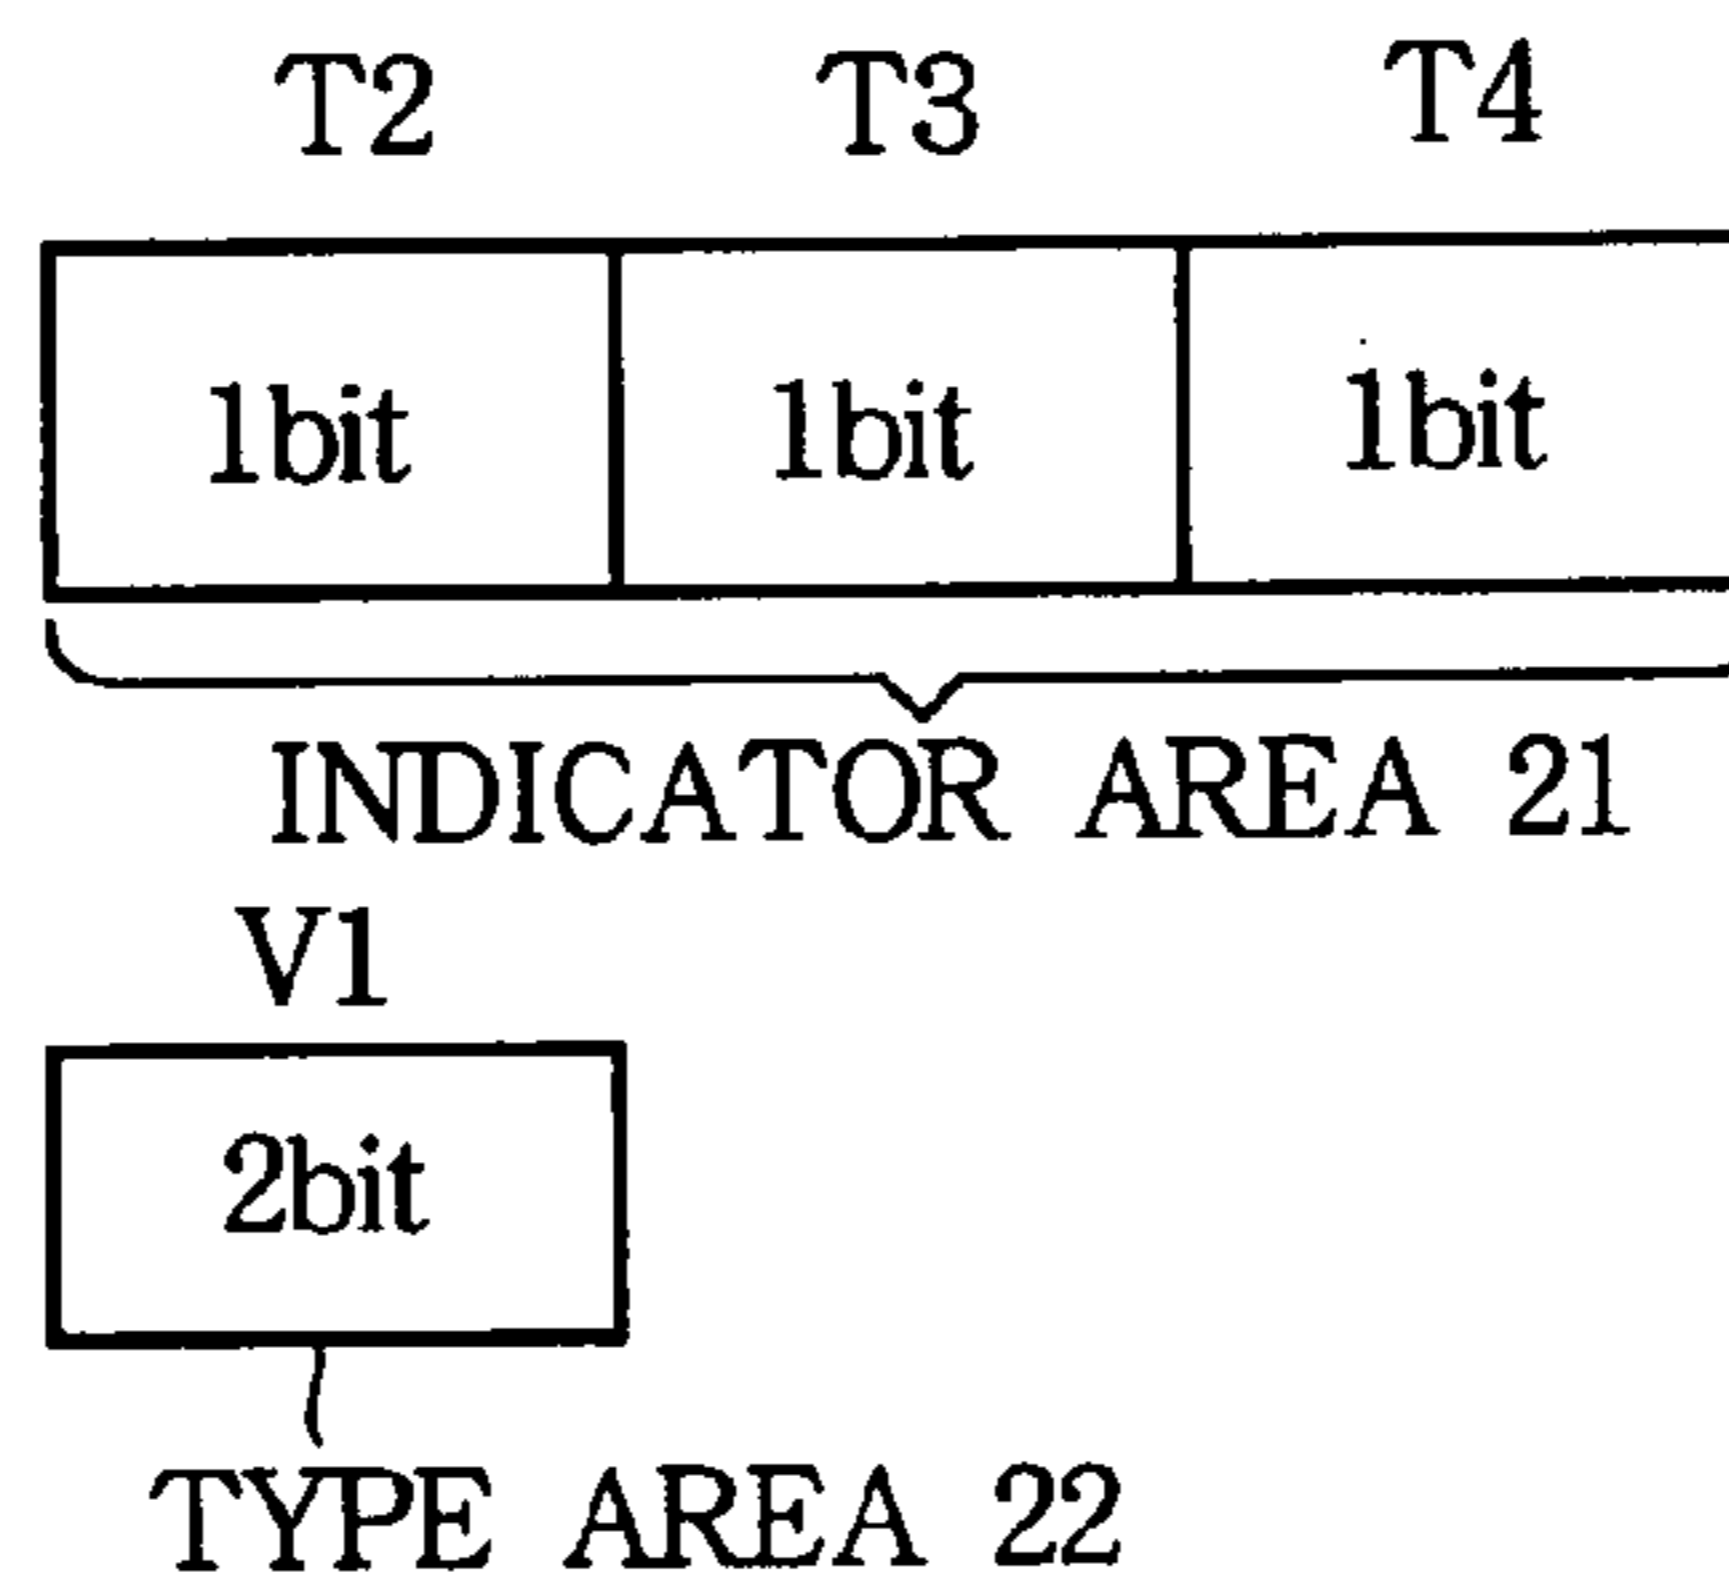 T2 T3 T4
1bit 1bit 1bit
INDICATOR AREA 21
V1
2bit
TYPE AREA 22